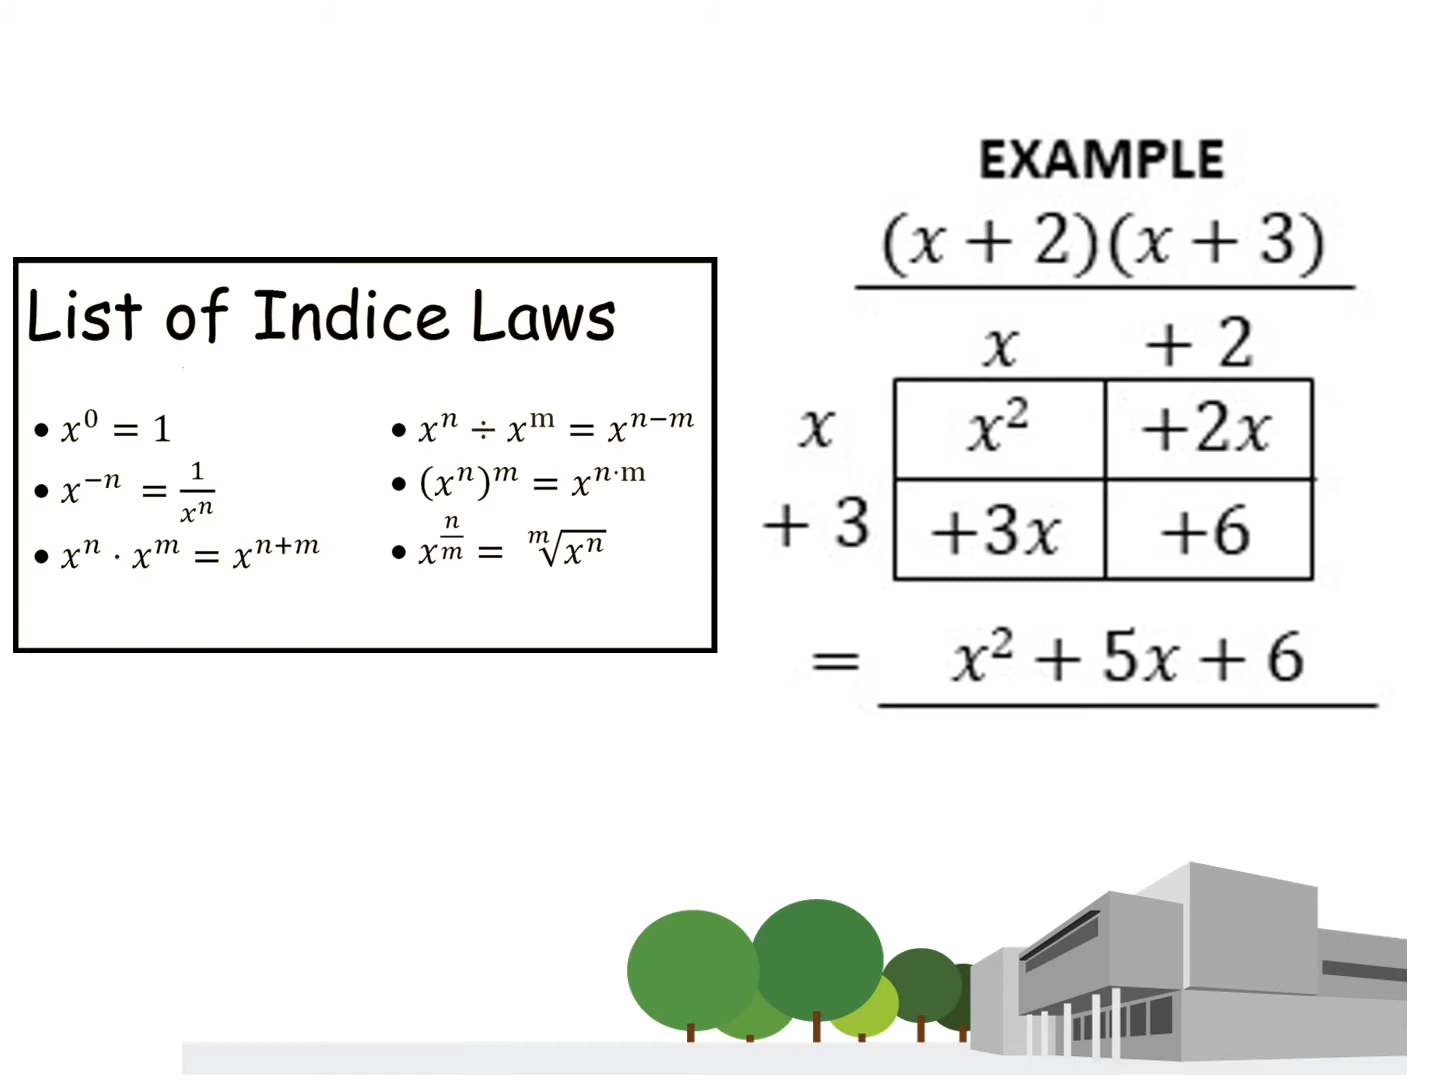 List of Indice Laws
• x⁰ = 1
• x⁻ⁿ = 1/xⁿ
• xⁿ · xᵐ = xⁿ⁺ᵐ
• xⁿ ÷ xᵐ = xⁿ⁻ᵐ
• (xⁿ)ᵐ = xⁿ·ᵐ
• x^(n/m) = ᵐ√xⁿ
EXAMPLE
(x + 2)(x + 3)
x + 2
x x² +2x
+ 3 +3x +6
= x² + 5x + 6